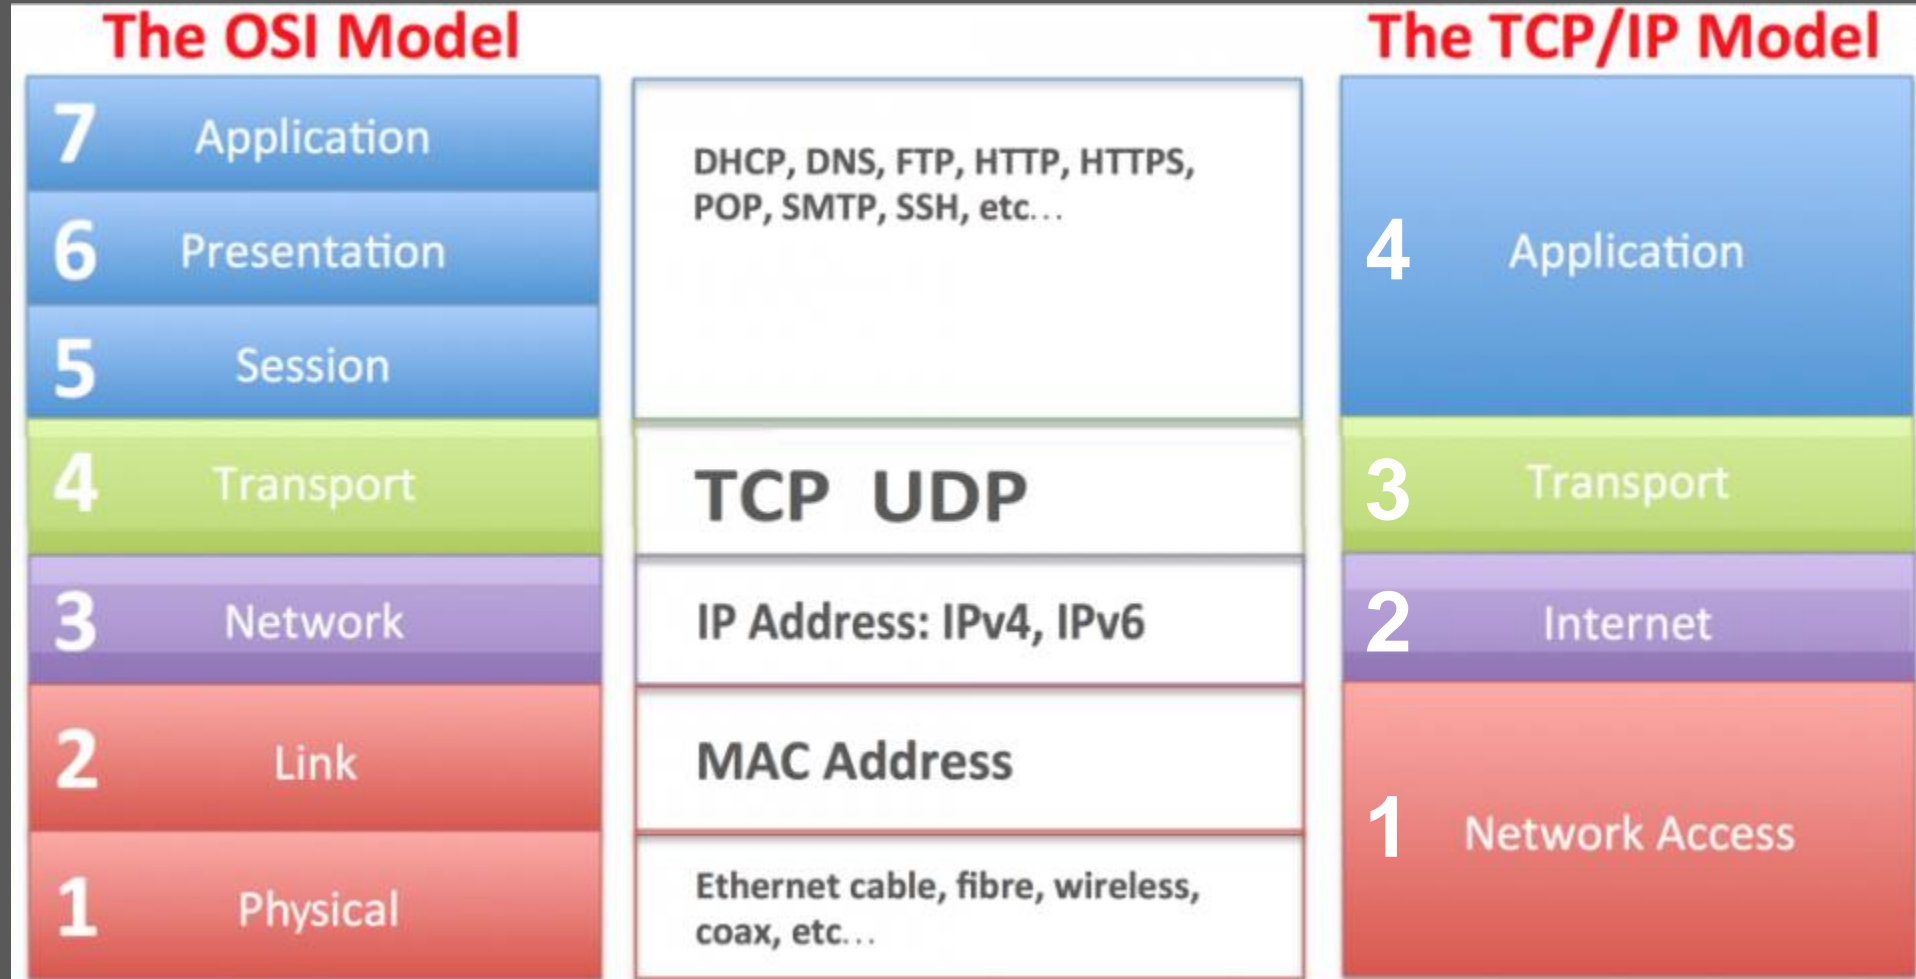 The OSI Model
7 Application
6 Presentation
5 Session
4 Transport
3 Network
2 Link
1 Physical
DHCP, DNS, FTP, HTTP, HTTPS,
POP, SMTP, SSH, etc...
TCP UDP
IP Address: IPv4, IPv6
MAC Address
Ethernet cable, fibre, wireless,
coax, etc...
The TCP/IP Model
4 Application
3 Transport
2 Internet
1 Network Access